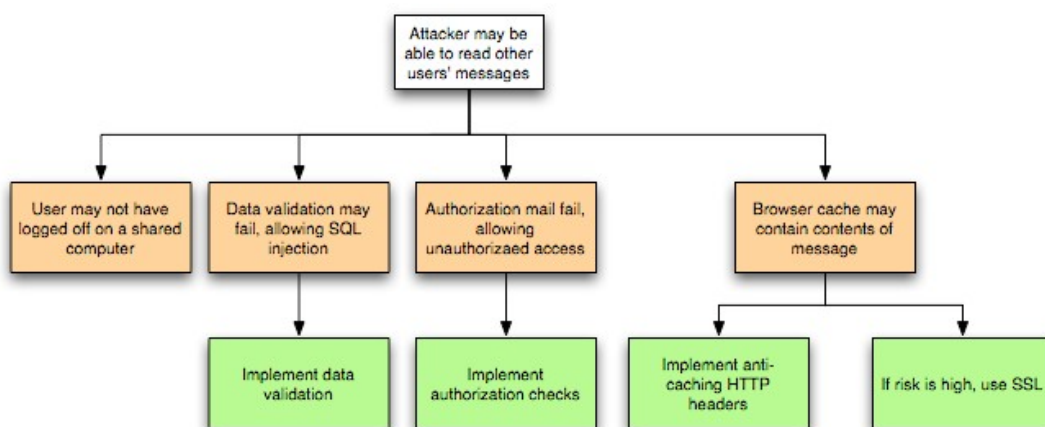 Attacker may be
able to read other
users' messages
User may not have
logged off on a shared
computer
Data validation may
fail, allowing SQL
injection
Authorization mail fail,
allowing
unauthorizaed access
Browser cache may
contain contents of
message
Implement data
validation
Implement
authorization checks
Implement anti-
caching HTTP
headers
If risk is high, use SSL